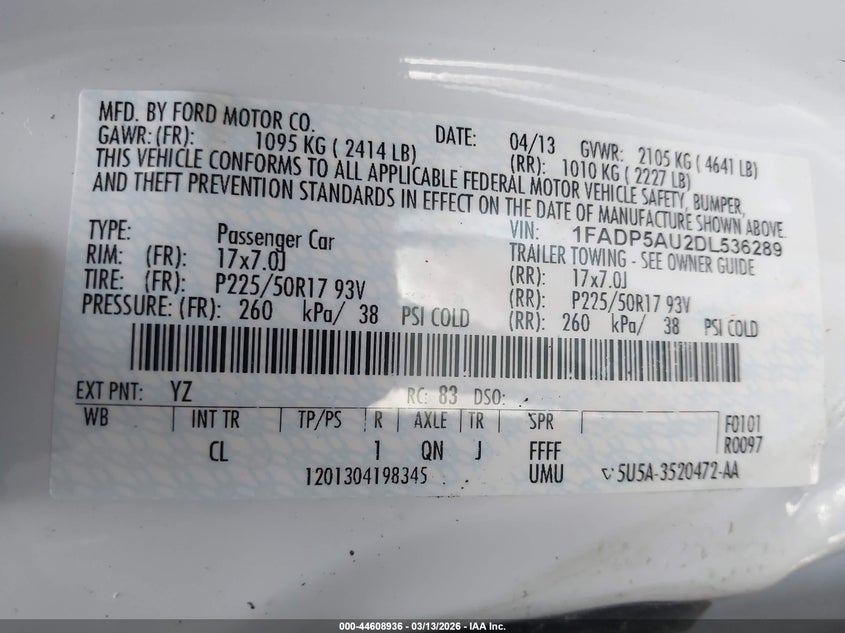 MFD. BY FORD MOTOR CO. DATE: 04/13 GVWR: 2105 KG ( 4641 LB)
GAWR: (FR): 1095 KG ( 2414 LB) (RR): 1010 KG ( 2227 LB)
THIS VEHICLE CONFORMS TO ALL APPLICABLE FEDERAL MOTOR VEHICLE SAFETY, BUMPER,
AND THEFT PREVENTION STANDARDS IN EFFECT ON THE DATE OF MANUFACTURE SHOWN ABOVE.
VIN: 1FADP5AU2DL536289
TYPE: Passenger Car TRAILER TOWING - SEE OWNER GUIDE
RIM: (FR): 17x7.0J (RR): 17x7.0J
TIRE: (FR): P225/50R17 93V (RR): P225/50R17 93V
PRESSURE: (FR): 260 kPa/ 38 PSI COLD (RR): 260 kPa/ 38 PSI COLD
EXT PNT: YZ RC: 83 DSO:
WB INT TR TP/PS R AXLE TR SPR F0101
CL 1 QN J FFFF R0097
1201304198345 UMU 5U5A-3520472-AA
000-44608936 - 03/13/2026 - IAA Inc.